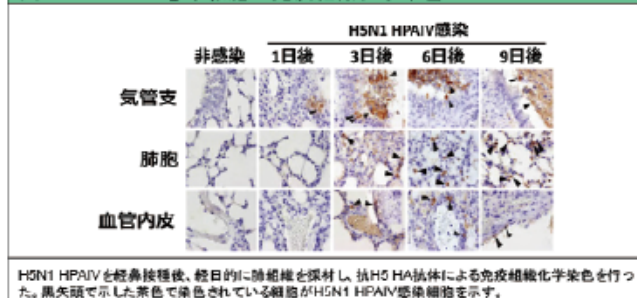 H5N1 HPAIV感染
非感染 1日後 3日後 6日後 9日後
気管支
肺胞
血管内皮
H5N1 HPAIVを経鼻接種後、経日的に肺組織を採材し、抗H5 HA抗体による免疫組織化学染色を行っ
た。黒矢頭で示した茶色で染色されている細胞がH5N1 HPAIV感染細胞を示す。